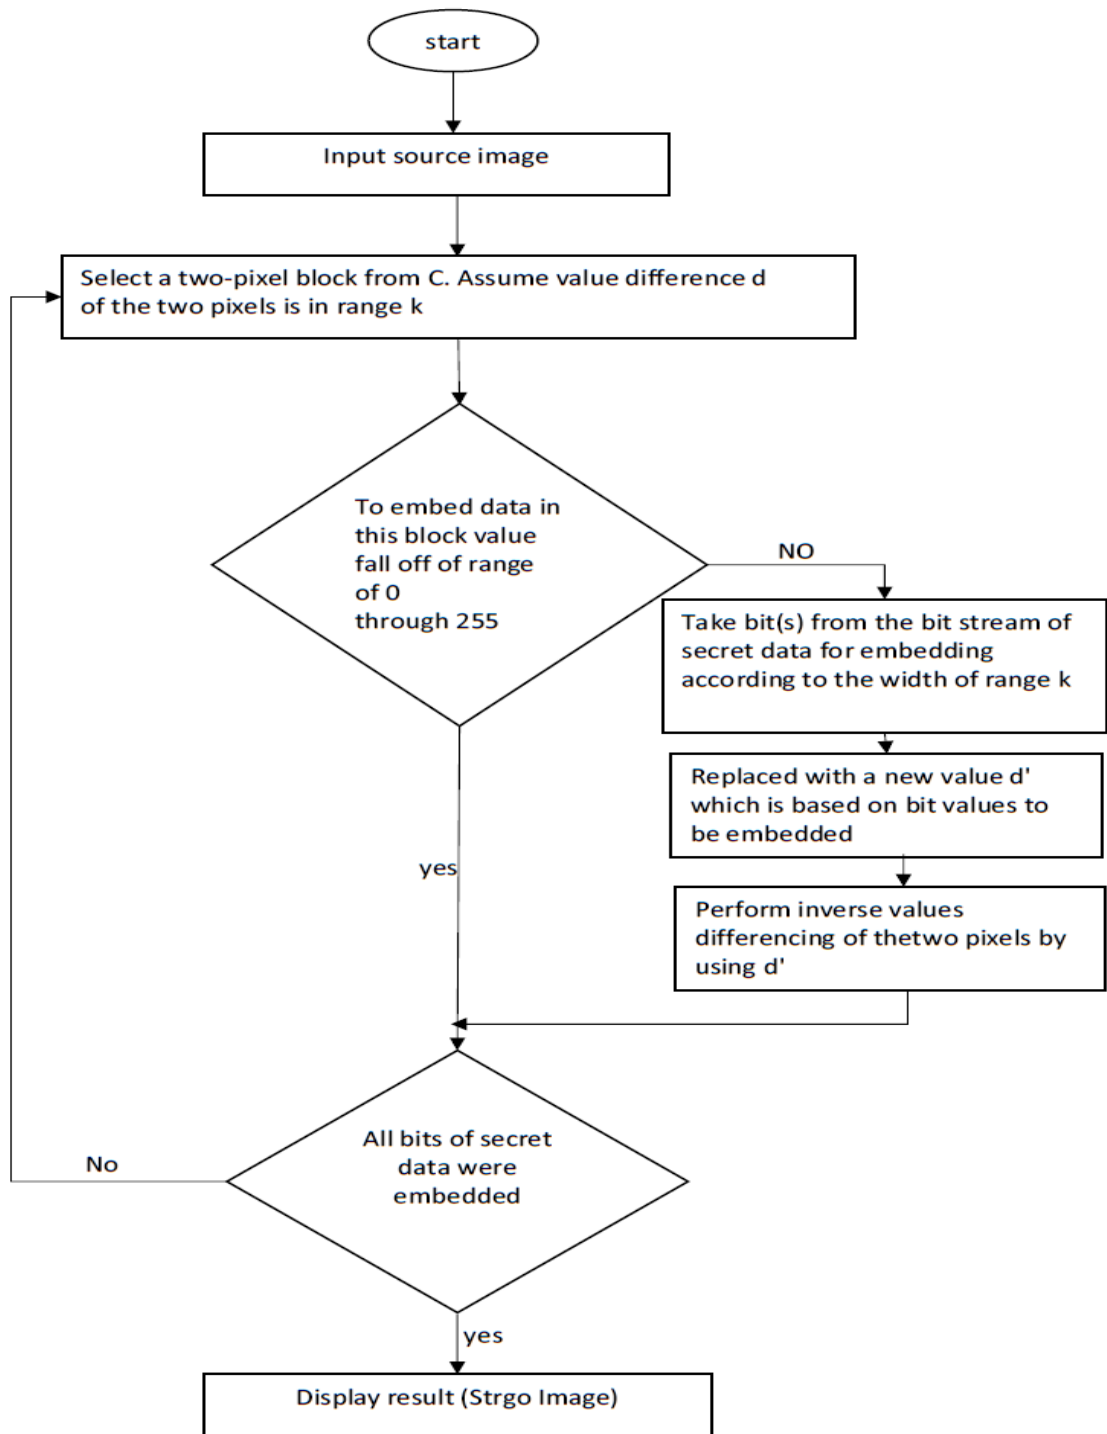 start
Input source image
Select a two-pixel block from C. Assume value difference d
of the two pixels is in range k
To embed data in
this block value
fall off of range
of 0
through 255
NO
Take bit(s) from the bit stream of
secret data for embedding
according to the width of range k
Replaced with a new value d'
which is based on bit values to
be embedded
yes
Perform inverse values
differencing of thetwo pixels by
using d'
All bits of secret
data were
embedded
No
yes
Display result (Strgo Image)